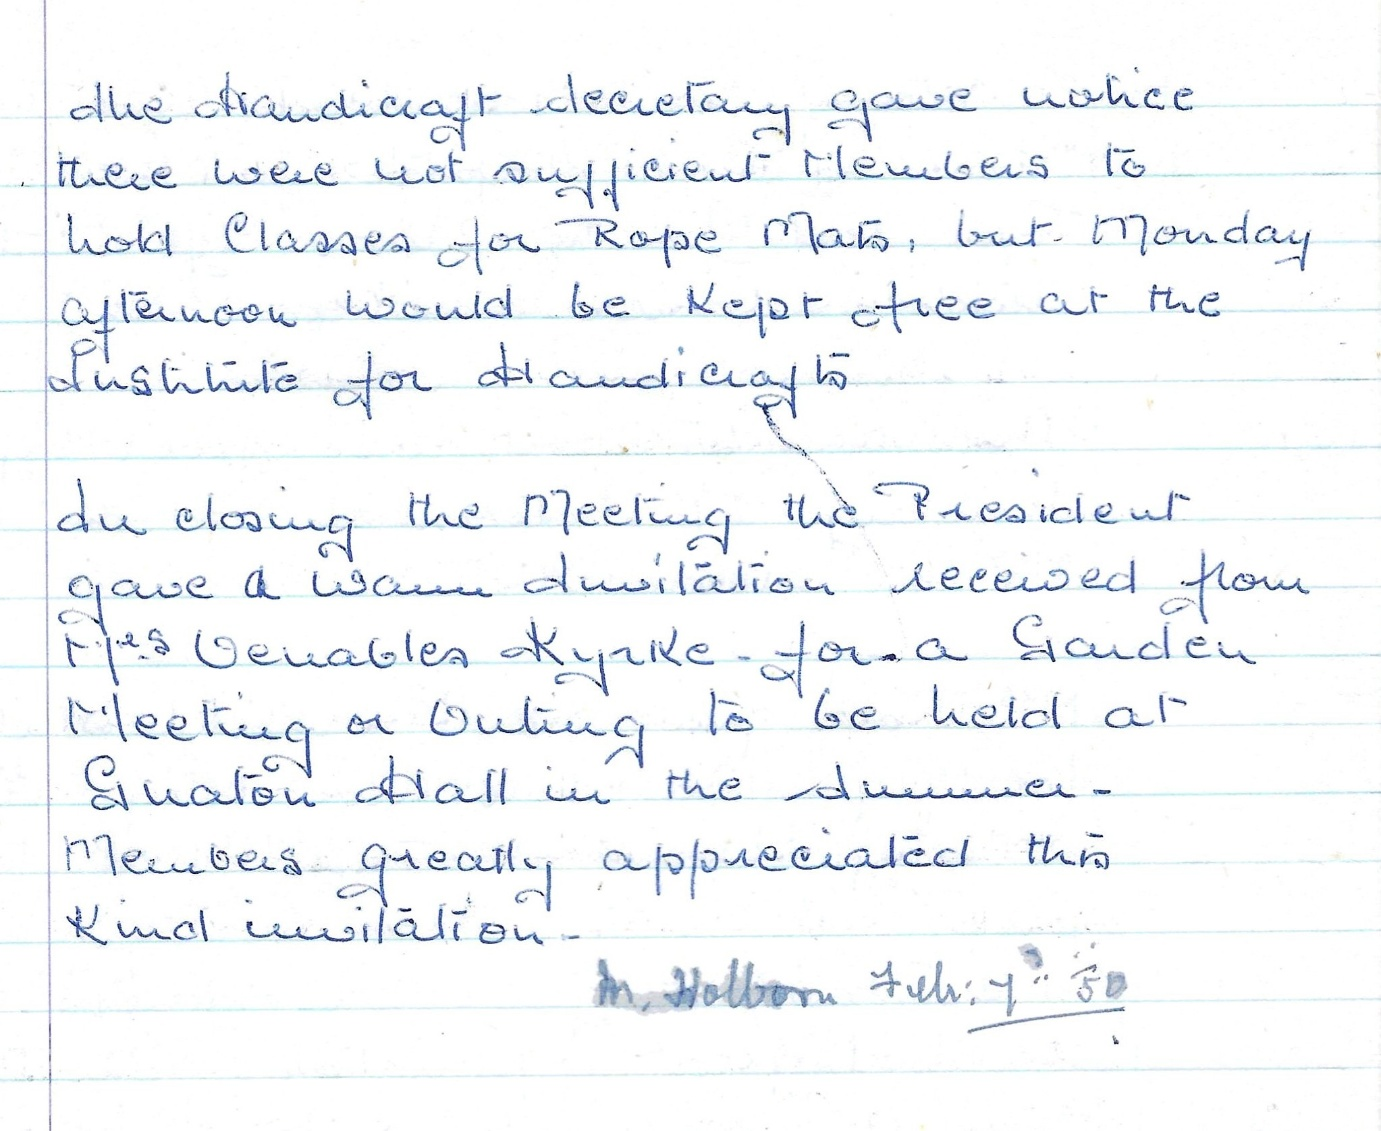 The Handicraft Secretary gave notice
there were not sufficient Members to
hold Classes for Rope Mats, but Monday
afternoon would be Kept free at the
Institute for Handicrafts
In closing the Meeting the President
gave a warm Invitation received from
Mrs Venables Kyrke - for a Garden
Meeting or Outing to be held at
Gnaton Hall in the Summer -
Members greatly appreciated this
Kind invitation -
M. Holborn Feb: 7th 50